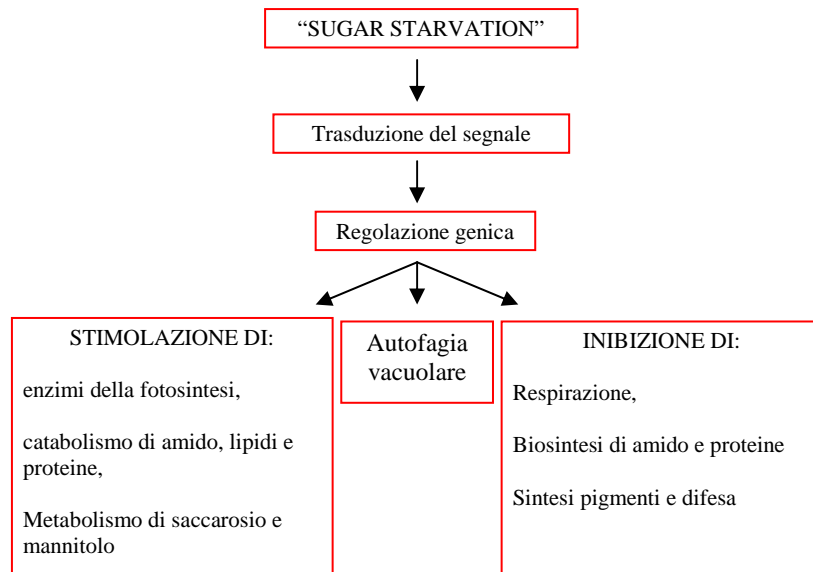 “SUGAR STARVATION”
Trasduzione del segnale
Regolazione genica
STIMOLAZIONE DI:
enzimi della fotosintesi,
catabolismo di amido, lipidi e
proteine,
Metabolismo di saccarosio e
mannitolo
Autofagia
vacuolare
INIBIZIONE DI:
Respirazione,
Biosintesi di amido e proteine
Sintesi pigmenti e difesa